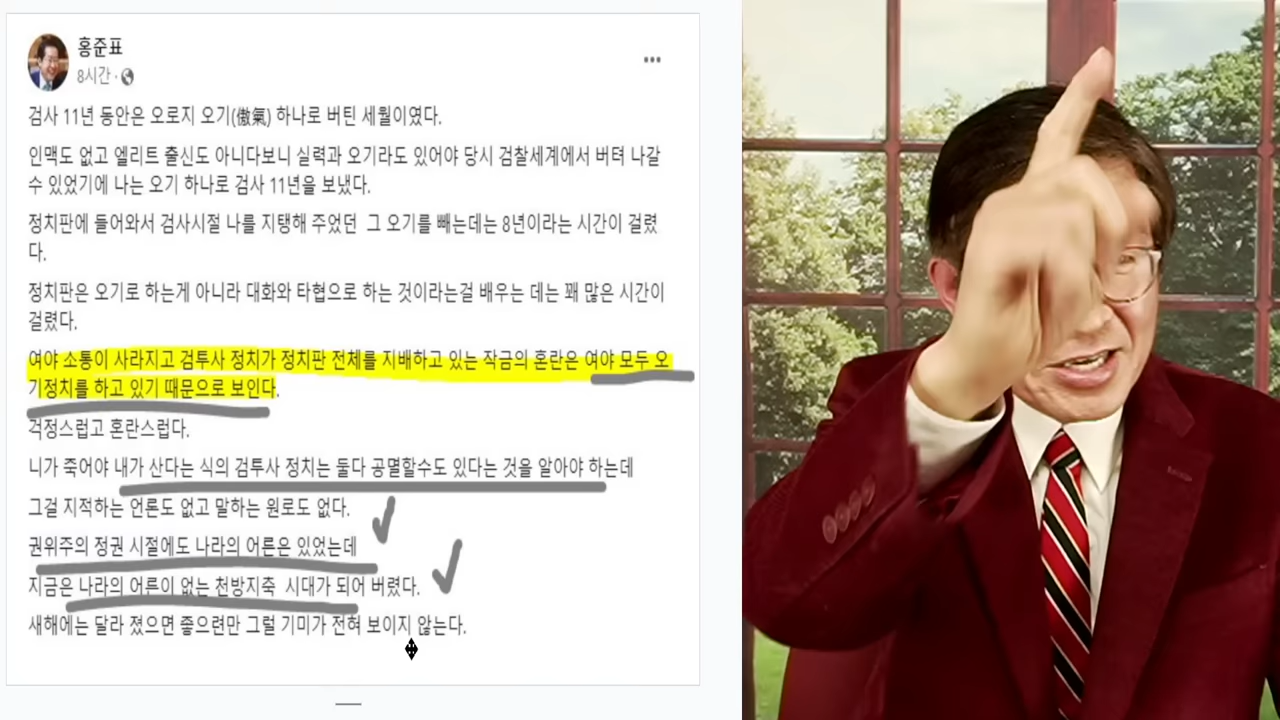 홍준표
8시간 ·
검사 11년 동안은 오로지 오기(傲氣) 하나로 버틴 세월이였다.
인맥도 없고 엘리트 출신도 아니다보니 실력과 오기라도 있어야 당시 검찰세계에서 버텨 나갈
수 있었기에 나는 오기 하나로 검사 11년을 보냈다.
정치판에 들어와서 검사시절 나를 지탱해 주었던 그 오기를 빼는데는 8년이라는 시간이 걸렸
다.
정치판은 오기로 하는게 아니라 대화와 타협으로 하는 것이라는걸 배우는 데는 꽤 많은 시간이
걸렸다.
여야 소통이 사라지고 검투사 정치가 정치판 전체를 지배하고 있는 작금의 혼란은 여야 모두 오
기정치를 하고 있기 때문으로 보인다.
걱정스럽고 혼란스럽다.
니가 죽어야 내가 산다는 식의 검투사 정치는 둘다 공멸할수도 있다는 것을 알아야 하는데
그걸 지적하는 언론도 없고 말하는 원로도 없다.
권위주의 정권 시절에도 나라의 어른은 있었는데
지금은 나라의 어른이 없는 천방지축 시대가 되어 버렸다.
새해에는 달라 졌으면 좋으련만 그럴 기미가 전혀 보이지 않는다.